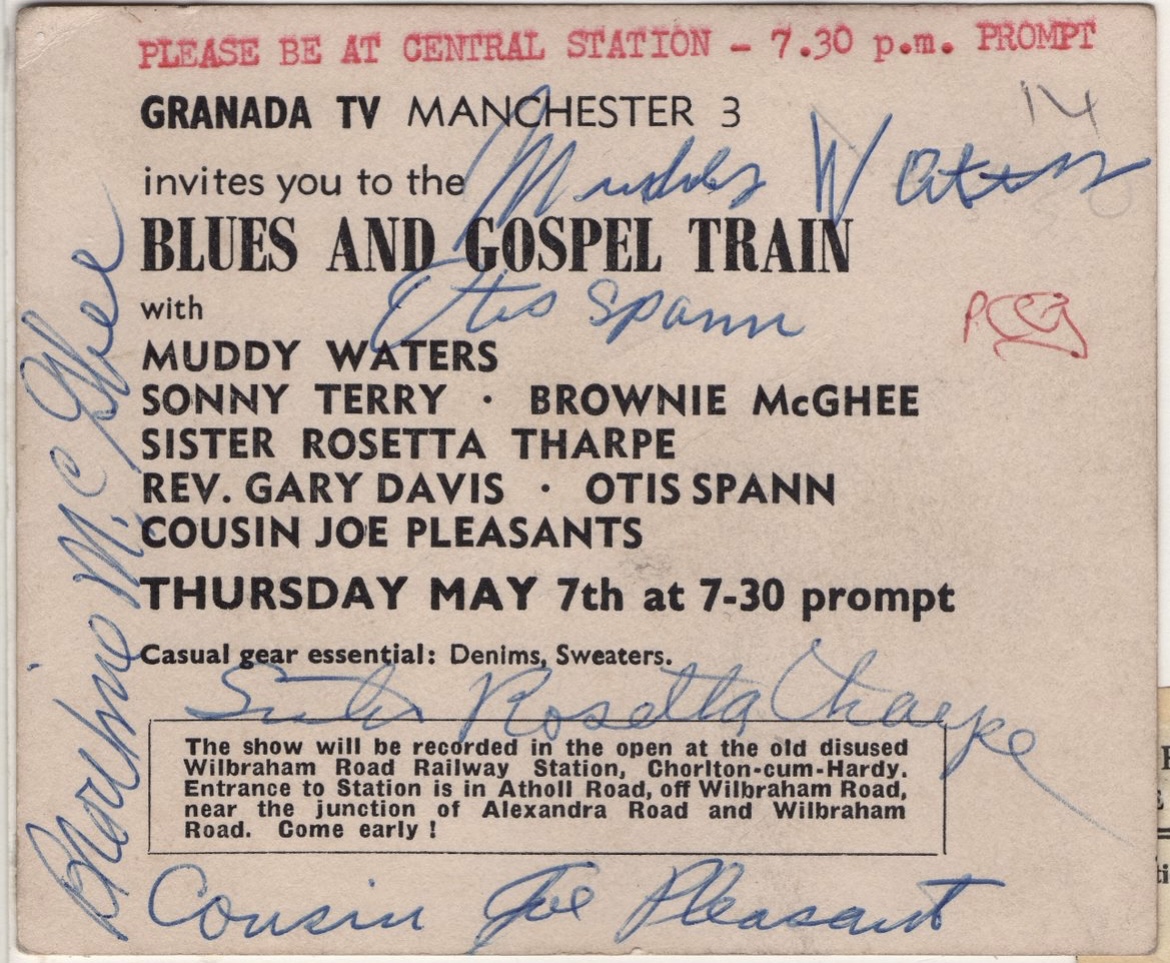 PLEASE BE AT CENTRAL STATION - 7.30 p.m. PROMPT
GRANADA TV MANCHESTER 3
14
invites you to the
Muddy Waters
BLUES AND GOSPEL TRAIN
with
Otis Spann
MUDDY WATERS
SONNY TERRY · BROWNIE McGHEE
SISTER ROSETTA THARPE
REV. GARY DAVIS · OTIS SPANN
COUSIN JOE PLEASANTS
THURSDAY MAY 7th at 7-30 prompt
Casual gear essential: Denims, Sweaters.
Sister Rosetta Tharpe
The show will be recorded in the open at the old disused
Wilbraham Road Railway Station, Chorlton-cum-Hardy.
Entrance to Station is in Atholl Road, off Wilbraham Road,
near the junction of Alexandra Road and Wilbraham
Road. Come early !
Cousin Joe Pleasant
Brownie McGhee